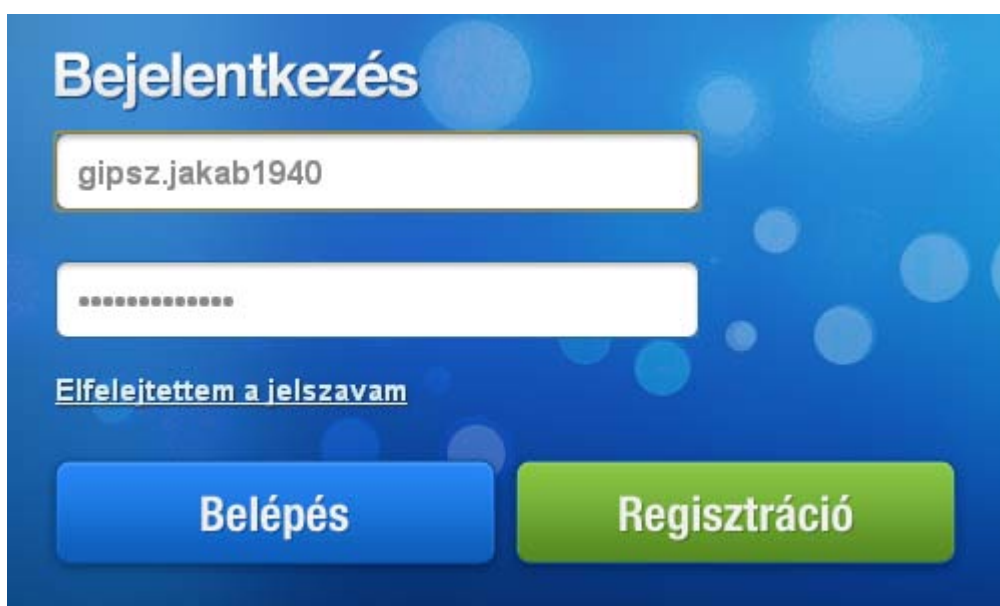 Bejelentkezés
gipsz.jakab1940
•••••••••••••
Elfelejtettem a jelszavam
Belépés
Regisztráció